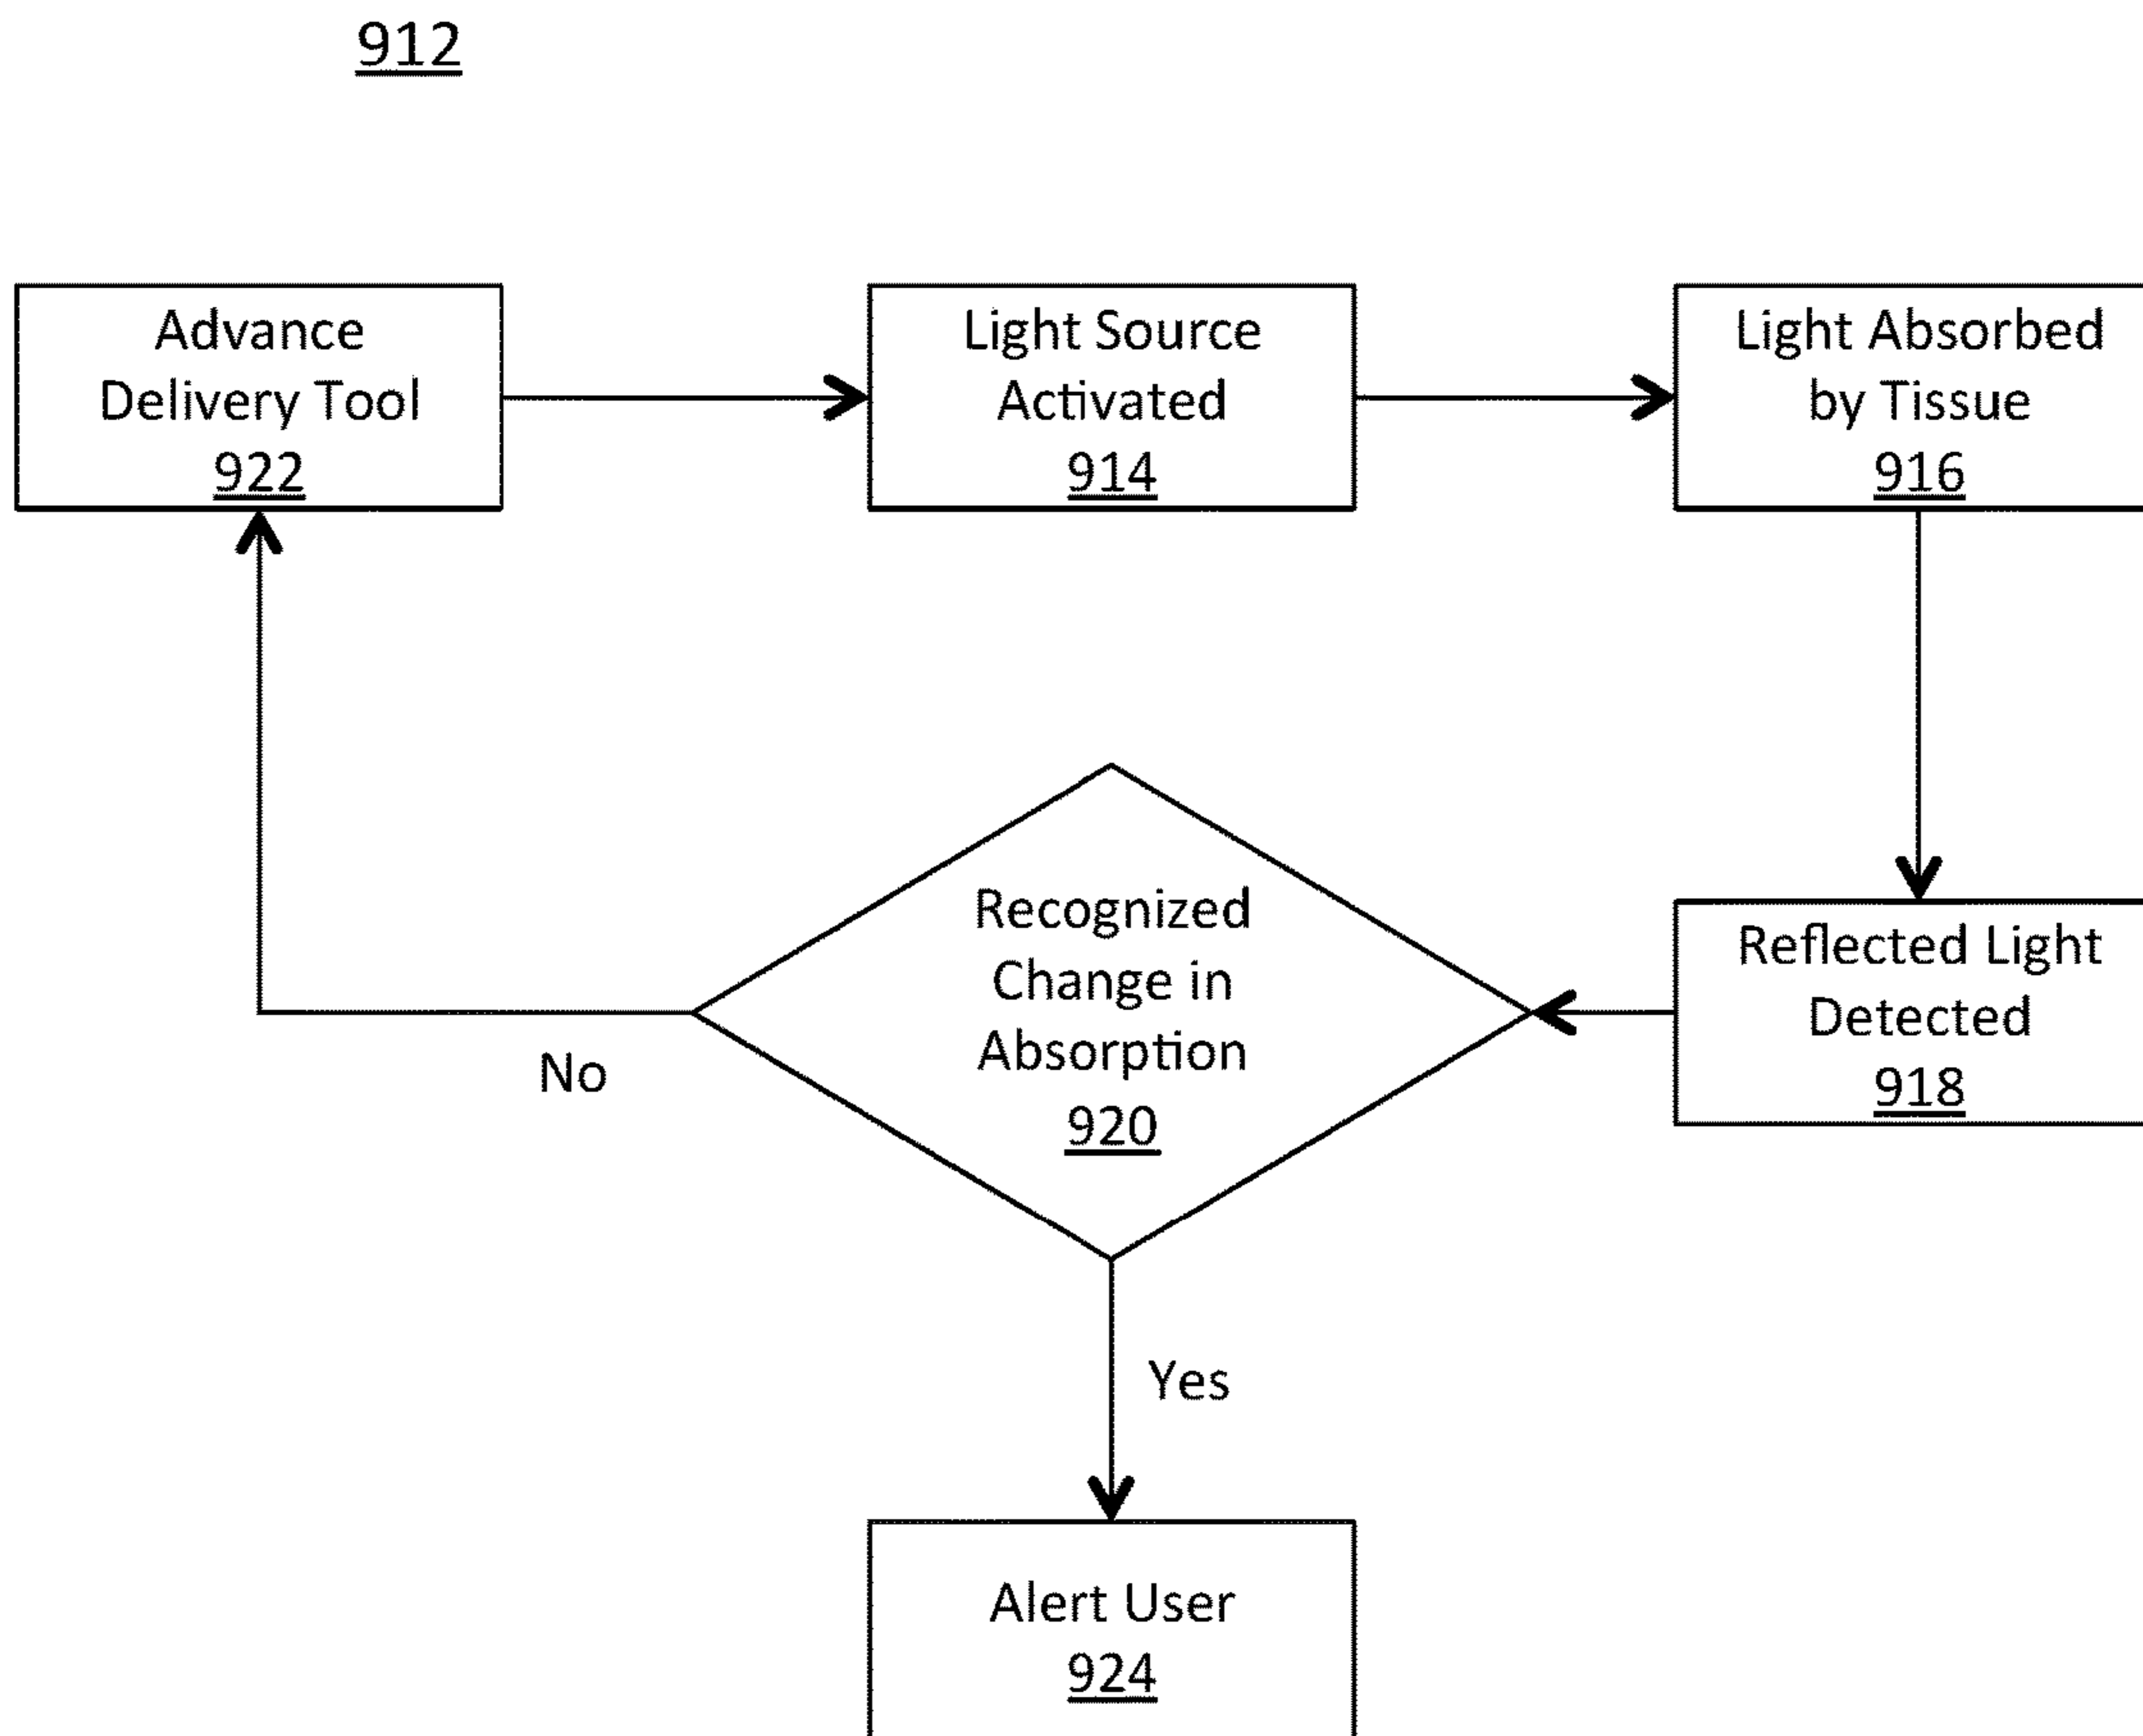 912
Advance
Delivery Tool
922
Light Source
Activated
914
Light Absorbed
by Tissue
916
Recognized
Change in
Absorption
920
Reflected Light
Detected
918
No
Yes
Alert User
924